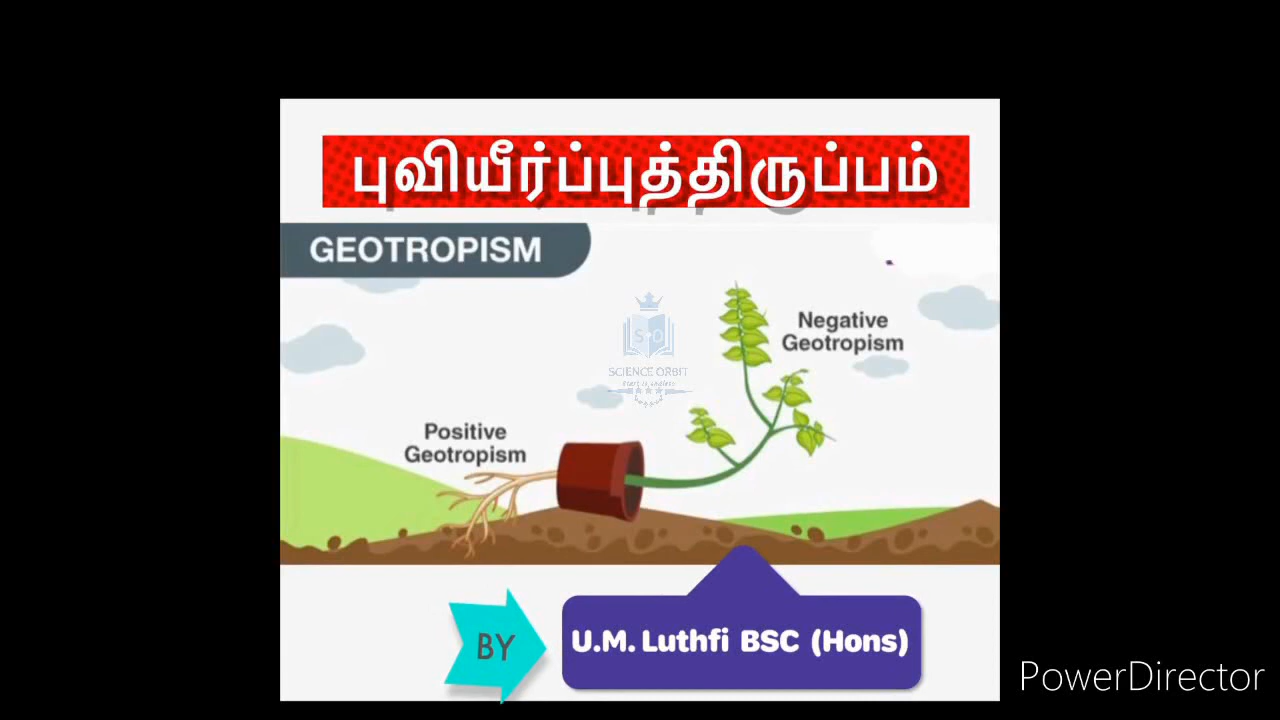 புவியீர்ப்புத்திருப்பம்
GEOTROPISM
Negative
Geotropism
S O
SCIENCE ORBIT
Positive
Geotropism
BY
U.M. Luthfi BSC (Hons)
PowerDirector